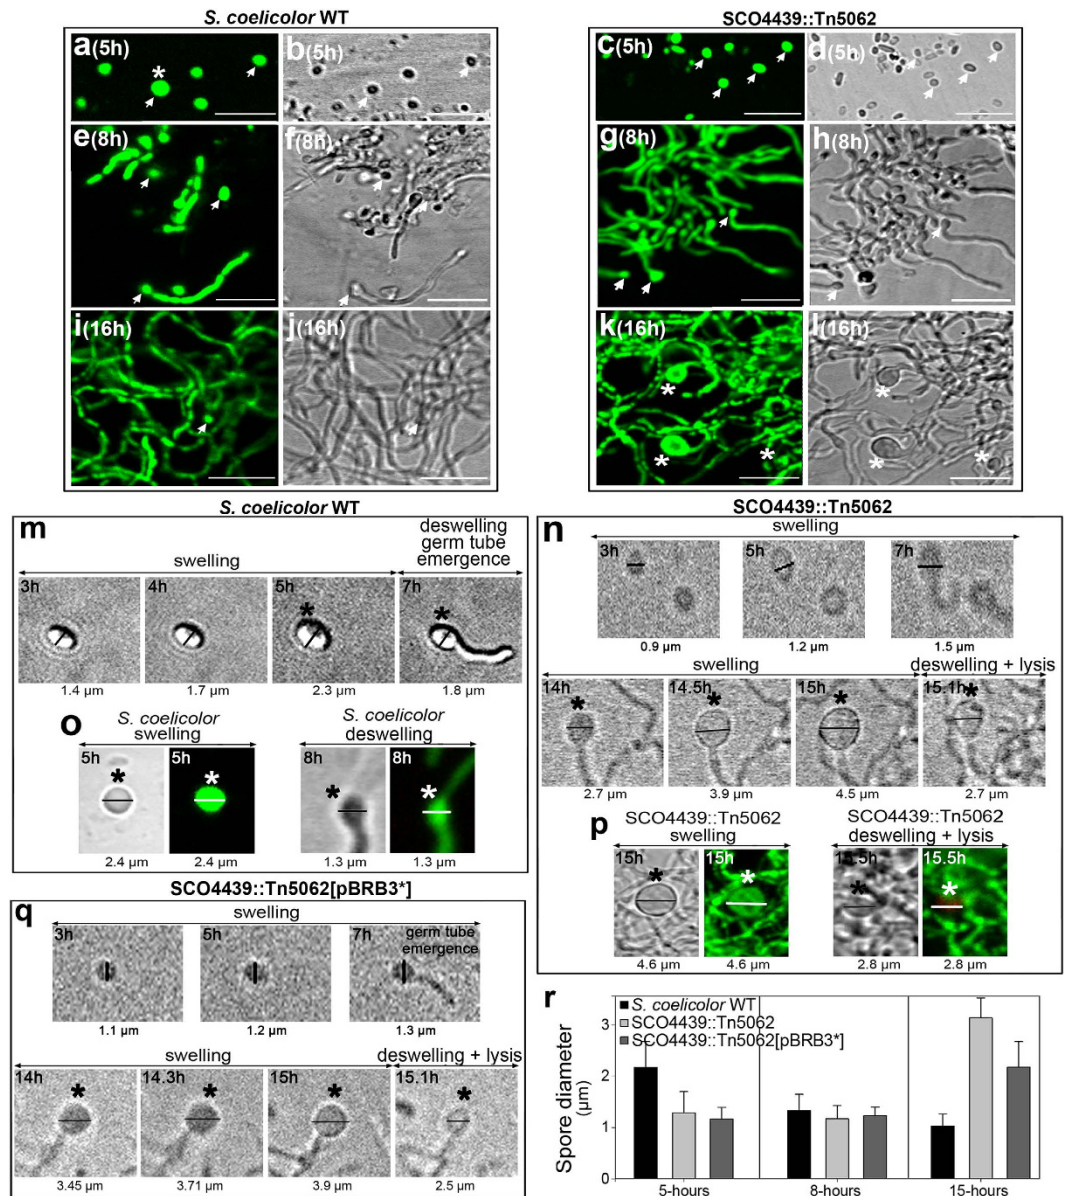 S. coelicolor WT
SCO4439::Tn5062
a(5h)
*
b(5h)
c(5h)
d(5h)
e(8h)
f(8h)
g(8h)
h(8h)
i(16h)
j(16h)
k(16h)
*
*
*
l(16h)
*
*
*
S. coelicolor WT
m
swelling
deswelling
germ tube
emergence
3h
4h
5h
*
7h
*
1.4 µm
1.7 µm
2.3 µm
1.8 µm
o
S. coelicolor
swelling
S. coelicolor
deswelling
5h
*
5h
*
8h
*
8h
*
2.4 µm
2.4 µm
1.3 µm
1.3 µm
SCO4439::Tn5062
n
swelling
3h
5h
7h
0.9 µm
1.2 µm
1.5 µm
swelling
deswelling + lysis
14h
*
14.5h
*
15h
*
15.1h
*
2.7 µm
3.9 µm
4.5 µm
2.7 µm
p
SCO4439::Tn5062
swelling
SCO4439::Tn5062
deswelling + lysis
15h
*
15h
*
15.5h
*
15.5h
*
4.6 µm
4.6 µm
2.8 µm
2.8 µm
SCO4439::Tn5062[pBRB3*]
q
swelling
3h
5h
7h
germ tube
emergence
1.1 µm
1.2 µm
1.3 µm
swelling
deswelling + lysis
14h
*
14.3h
*
15h
*
15.1h
*
3.45 µm
3.71 µm
3.9 µm
2.5 µm
r
S. coelicolor WT
SCO4439::Tn5062
SCO4439::Tn5062[pBRB3*]
Spore diameter
(µm)
3
2
1
0
5-hours
8-hours
15-hours